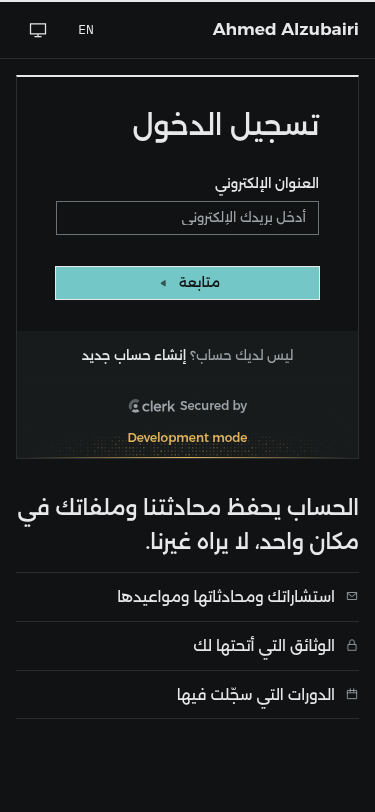 Ahmed Alzubairi
EN
تسجيل الدخول
العنوان الإلكتروني
أدخل بريدك الإلكتروني
متابعة
ليس لديك حساب؟ إنشاء حساب جديد
Secured by clerk
Development mode
الحساب يحفظ محادثتنا وملفاتك في
مكان واحد، لا يراه غيرنا.
استشاراتك ومحادثاتها ومواعيدها
الوثائق التي أتحتها لك
الدورات التي سجّلت فيها